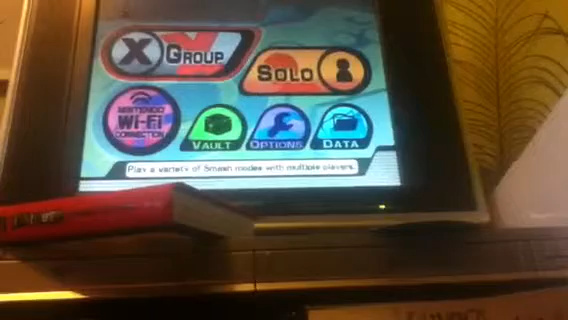 GROUP
SOLO
NINTENDO
Wi-Fi
CONNECTION
VAULT
OPTIONS
DATA
Play a variety of Smash modes with multiple players.